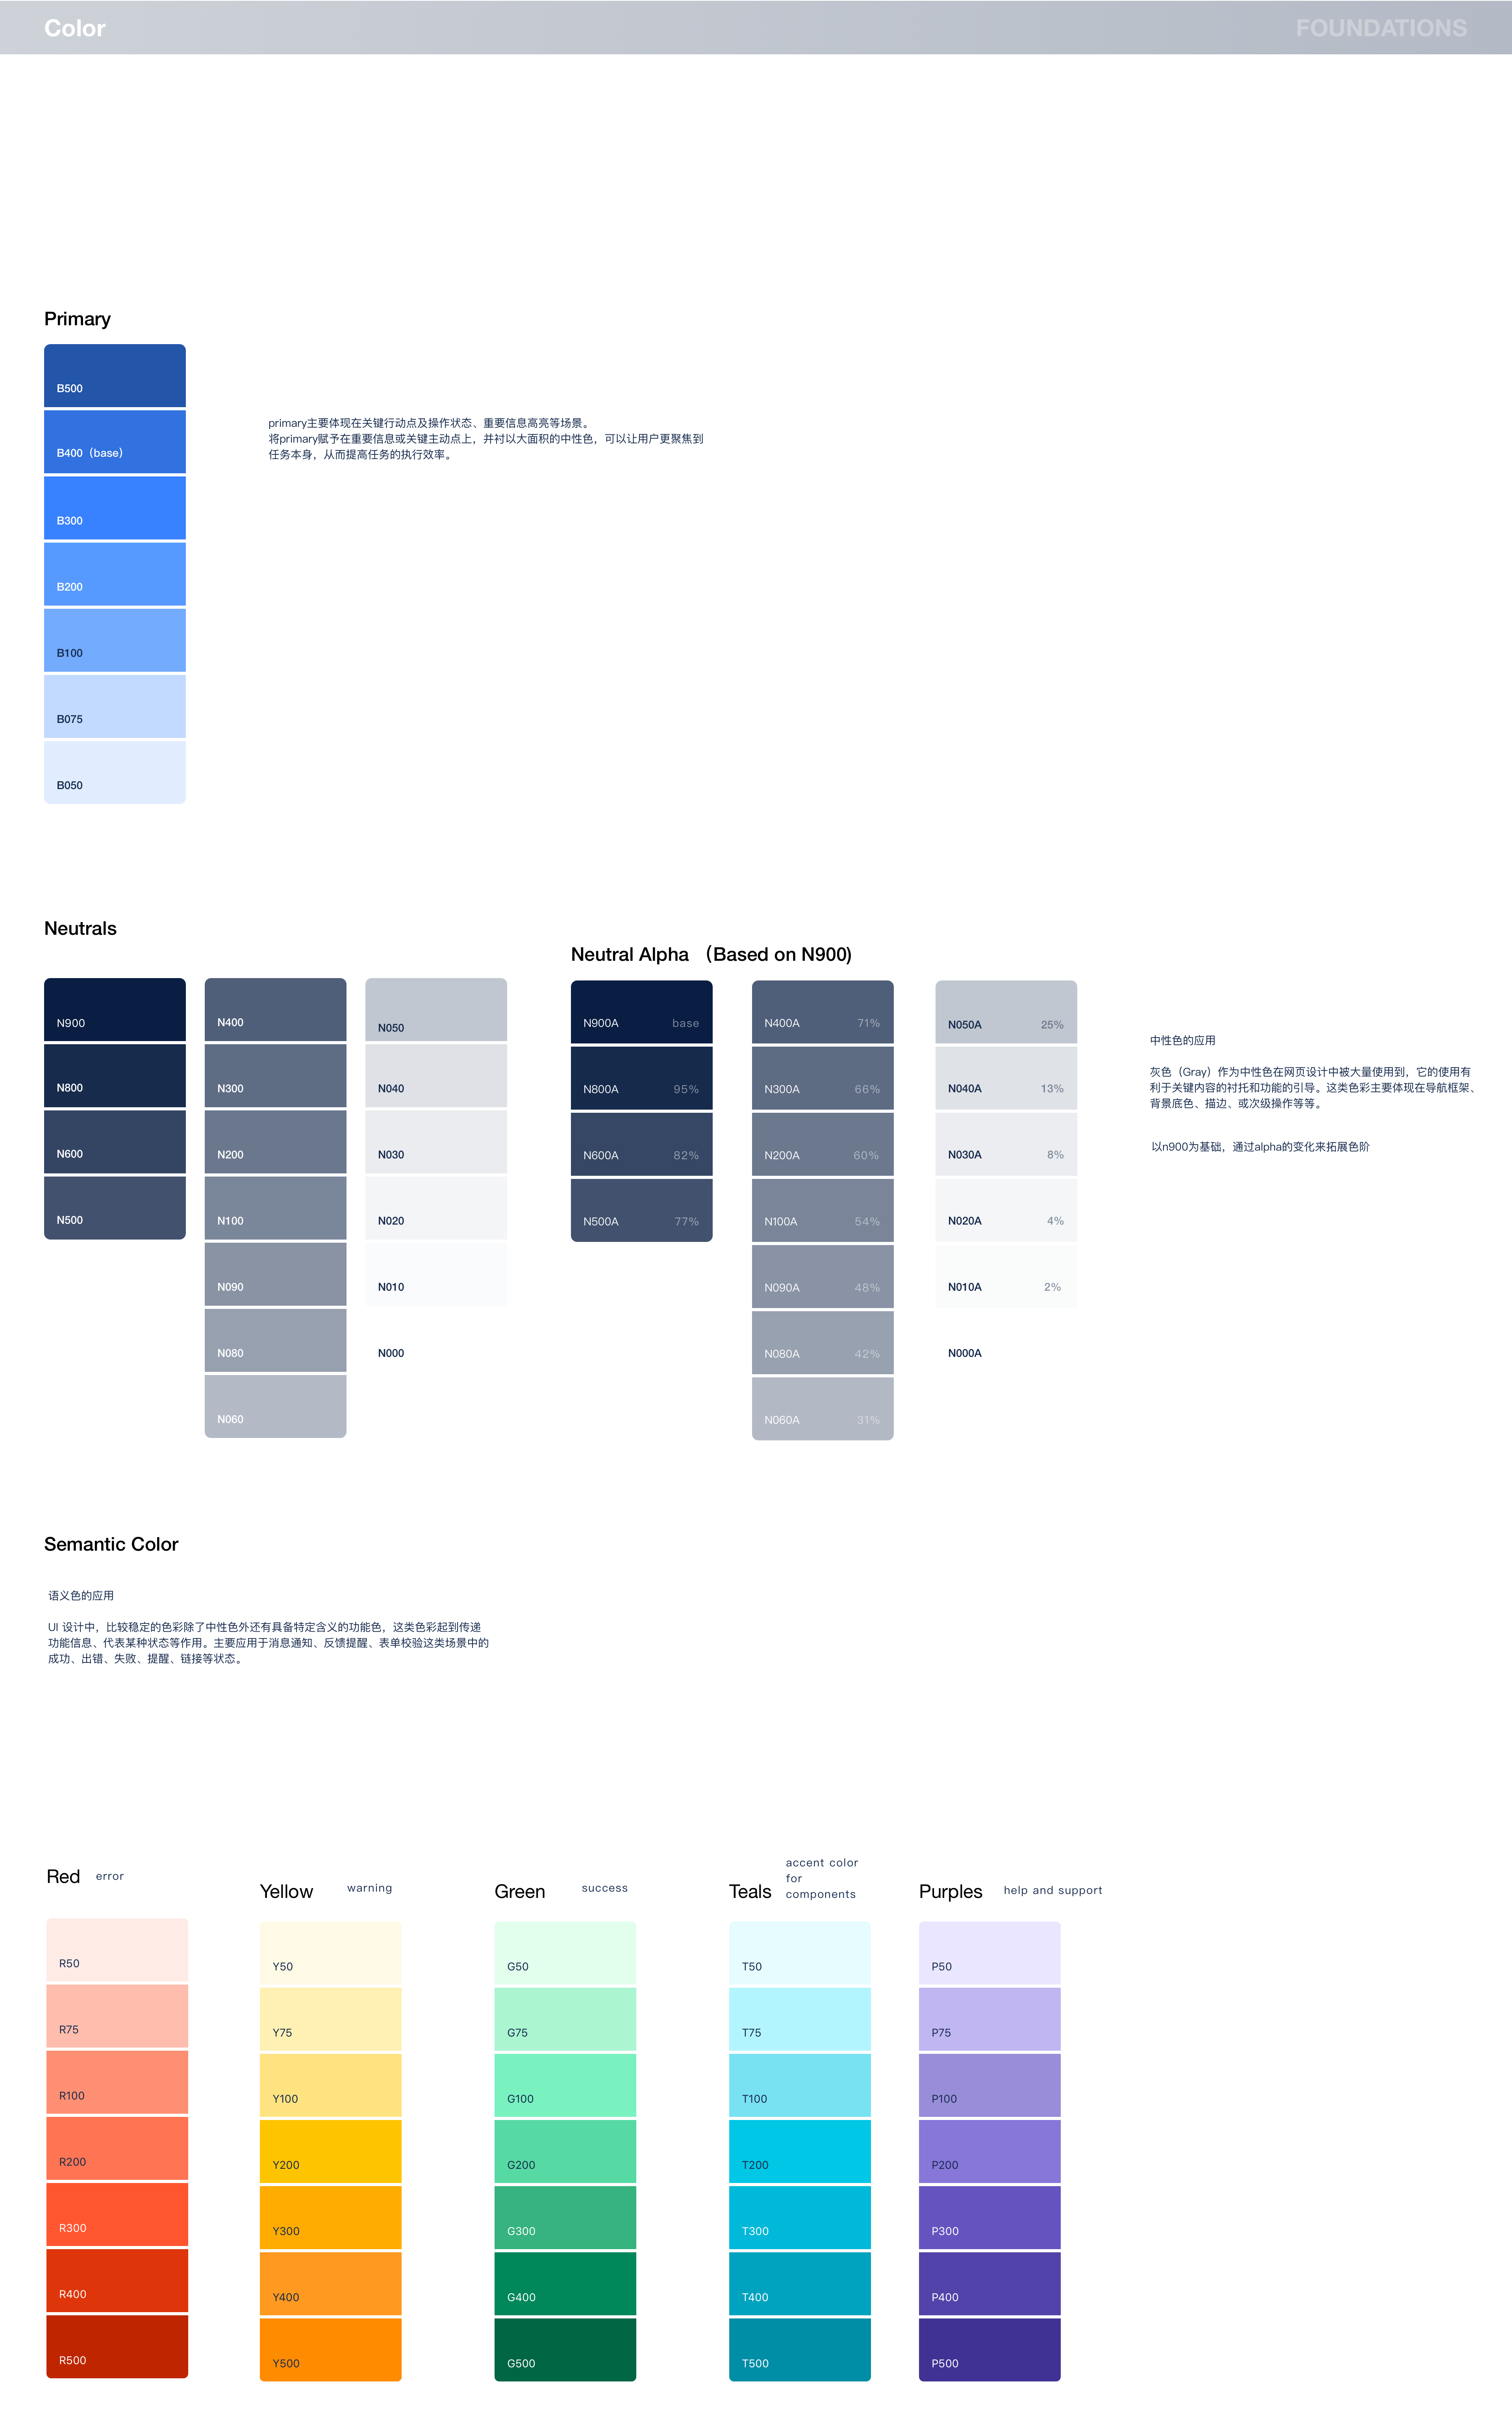 Color
FOUNDATIONS
Primary
B500
B400（base）
B300
B200
B100
B075
B050
primary主要体现在关键行动点及操作状态、重要信息高亮等场景。
将primary赋予在重要信息或关键主动点上，并衬以大面积的中性色，可以让用户更聚焦到
任务本身，从而提高任务的执行效率。
Neutrals
N900
N800
N600
N500
N400
N300
N200
N100
N090
N080
N060
N050
N040
N030
N020
N010
N000
Neutral Alpha （Based on N900)
N900A base
N800A 95%
N600A 82%
N500A 77%
N400A 71%
N300A 66%
N200A 60%
N100A 54%
N090A 48%
N080A 42%
N060A 31%
N050A 25%
N040A 13%
N030A 8%
N020A 4%
N010A 2%
N000A
中性色的应用
灰色（Gray）作为中性色在网页设计中被大量使用到，它的使用有
利于关键内容的衬托和功能的引导。这类色彩主要体现在导航框架、
背景底色、描边、或次级操作等等。
以n900为基础，通过alpha的变化来拓展色阶
Semantic Color
语义色的应用
UI 设计中，比较稳定的色彩除了中性色外还有具备特定含义的功能色，这类色彩起到传递
功能信息、代表某种状态等作用。主要应用于消息通知、反馈提醒、表单校验这类场景中的
成功、出错、失败、提醒、链接等状态。
Red error
R50
R75
R100
R200
R300
R400
R500
Yellow warning
Y50
Y75
Y100
Y200
Y300
Y400
Y500
Green success
G50
G75
G100
G200
G300
G400
G500
Teals
accent color
for
components
T50
T75
T100
T200
T300
T400
T500
Purples help and support
P50
P75
P100
P200
P300
P400
P500